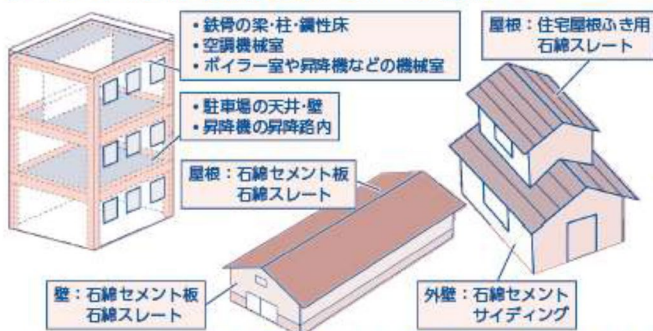 ・鉄骨の梁・柱・鋼性床
・空調機械室
・ボイラー室や昇降機などの機械室
・駐車場の天井・壁
・昇降機の昇降路内
屋根：住宅屋根ふき用
石綿スレート
屋根：石綿セメント板
石綿スレート
壁：石綿セメント板
石綿スレート
外壁：石綿セメント
サイディング